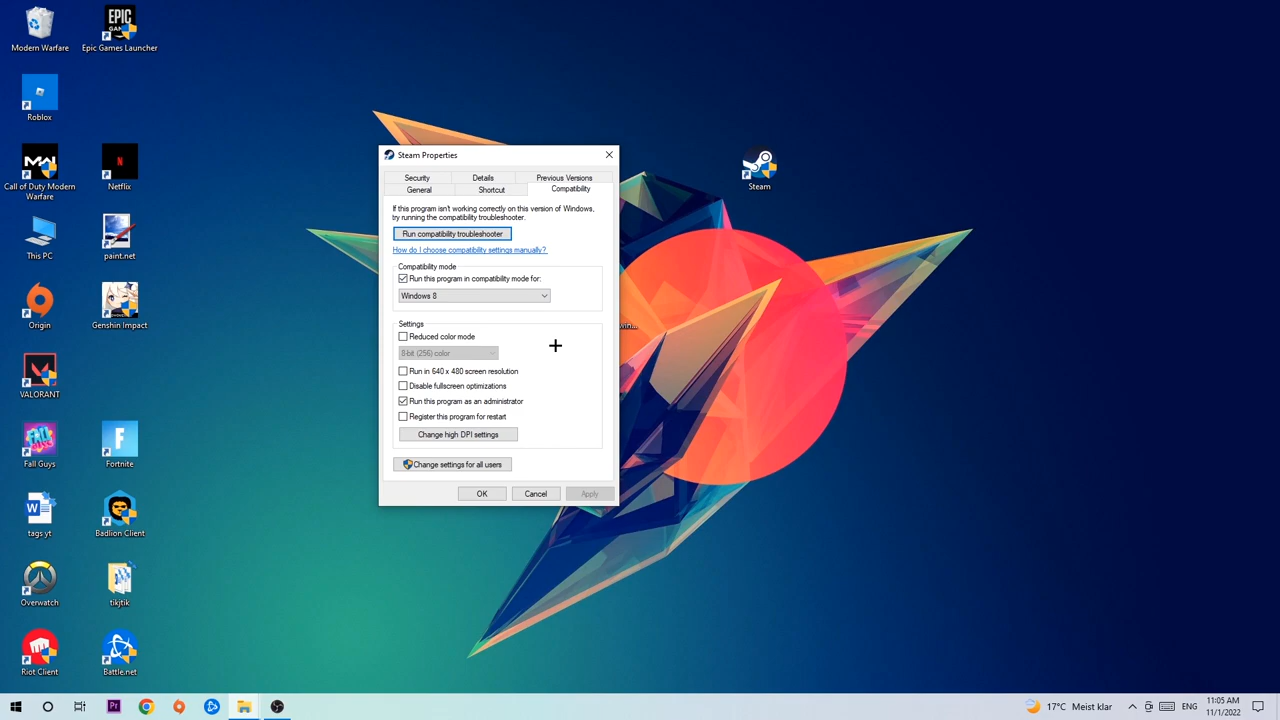 Modern Warfare
EPIC
GAMES
Epic Games Launcher
Roblox
Call of Duty Modern
Warfare
N
Netflix
This PC
paint.net
Origin
Genshin Impact
VALORANT
FALL
GUYS
Fall Guys
F
Fortnite
W
tags yt
Badlion Client
Overwatch
tikjtik
Riot Client
Battle.net
Steam
Steam Properties
Security
Details
Previous Versions
General
Shortcut
Compatibility
If this program isn't working correctly on this version of Windows,
try running the compatibility troubleshooter.
Run compatibility troubleshooter
How do I choose compatibility settings manually?
Compatibility mode
Run this program in compatibility mode for:
Windows 8
Settings
Reduced color mode
8-bit (256) color
Run in 640 x 480 screen resolution
Disable fullscreen optimizations
Run this program as an administrator
Register this program for restart
Change high DPI settings
Change settings for all users
OK
Cancel
Apply
Pr
17°C Meist klar
ENG
11:05 AM
11/1/2022